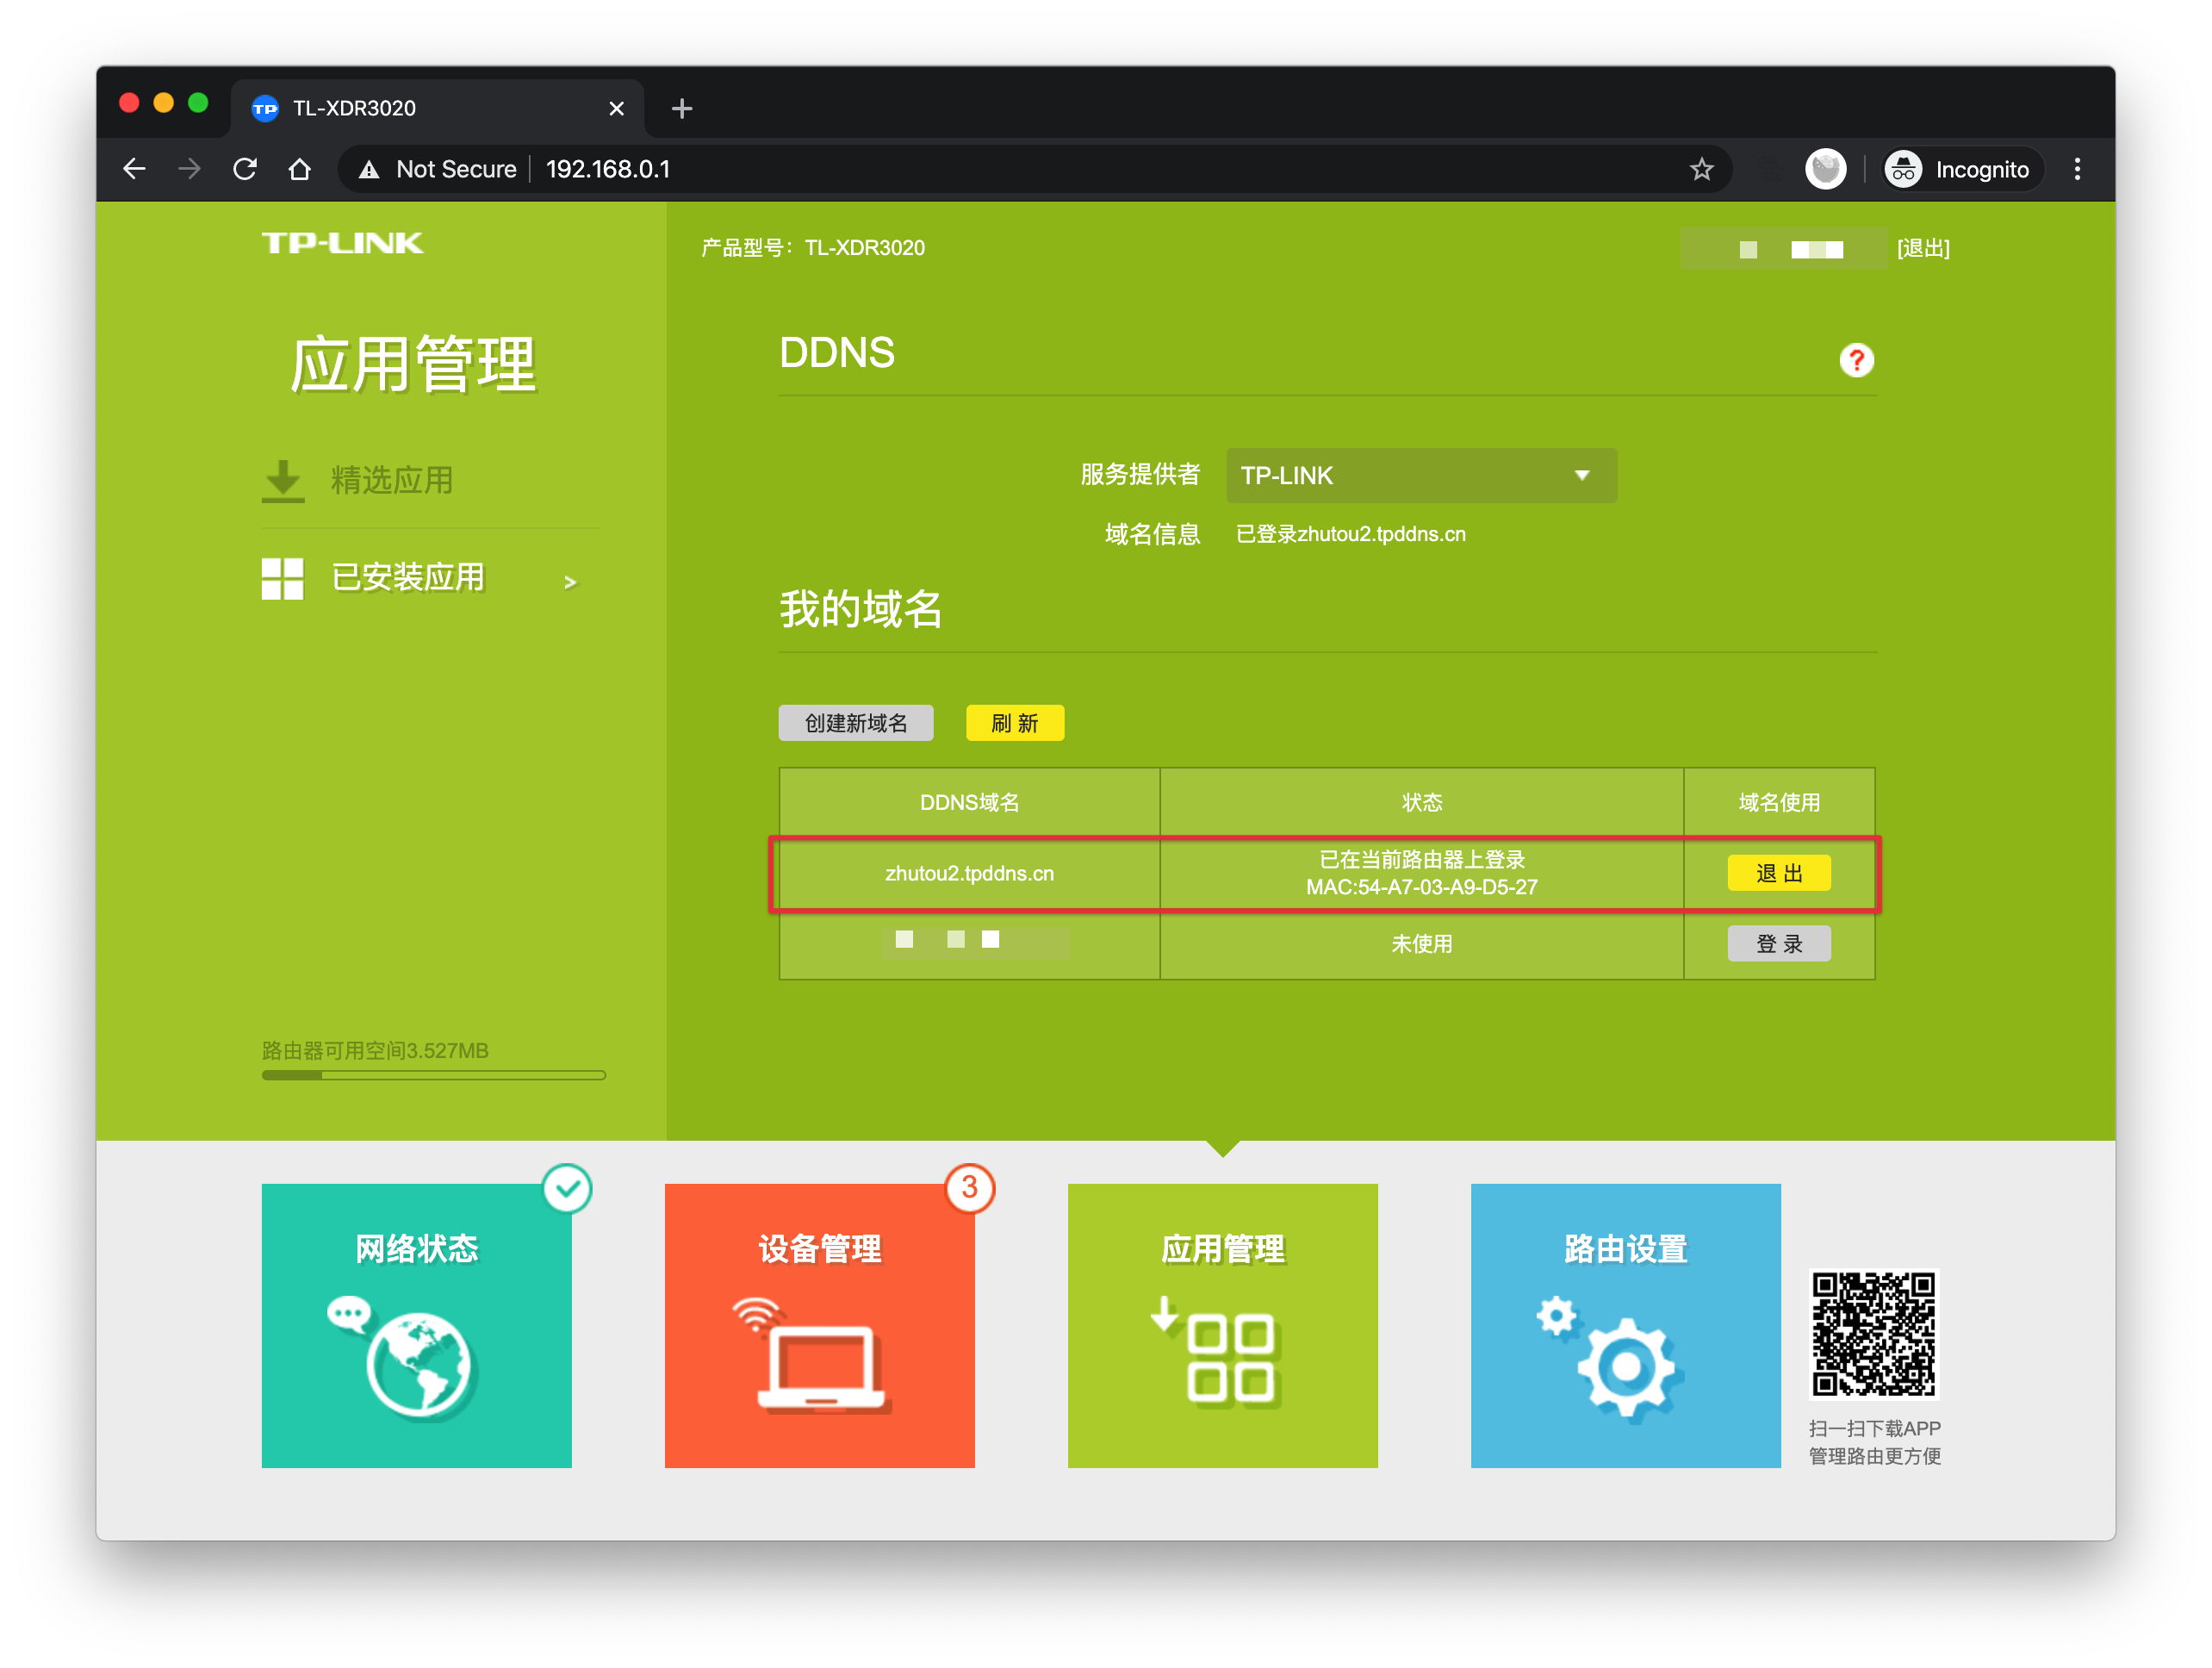 TL-XDR3020
Not Secure 192.168.0.1
Incognito
TP-LINK
产品型号：TL-XDR3020
[退出]
应用管理
精选应用
已安装应用 >
路由器可用空间3.527MB
DDNS
?
服务提供者 TP-LINK
域名信息 已登录zhutou2.tpddns.cn
我的域名
创建新域名 刷 新
DDNS域名 状态 域名使用
zhutou2.tpddns.cn 已在当前路由器上登录 退 出
MAC:54-A7-03-A9-D5-27
未使用 登 录
网络状态
设备管理
3
应用管理
路由设置
扫一扫下载APP
管理路由更方便